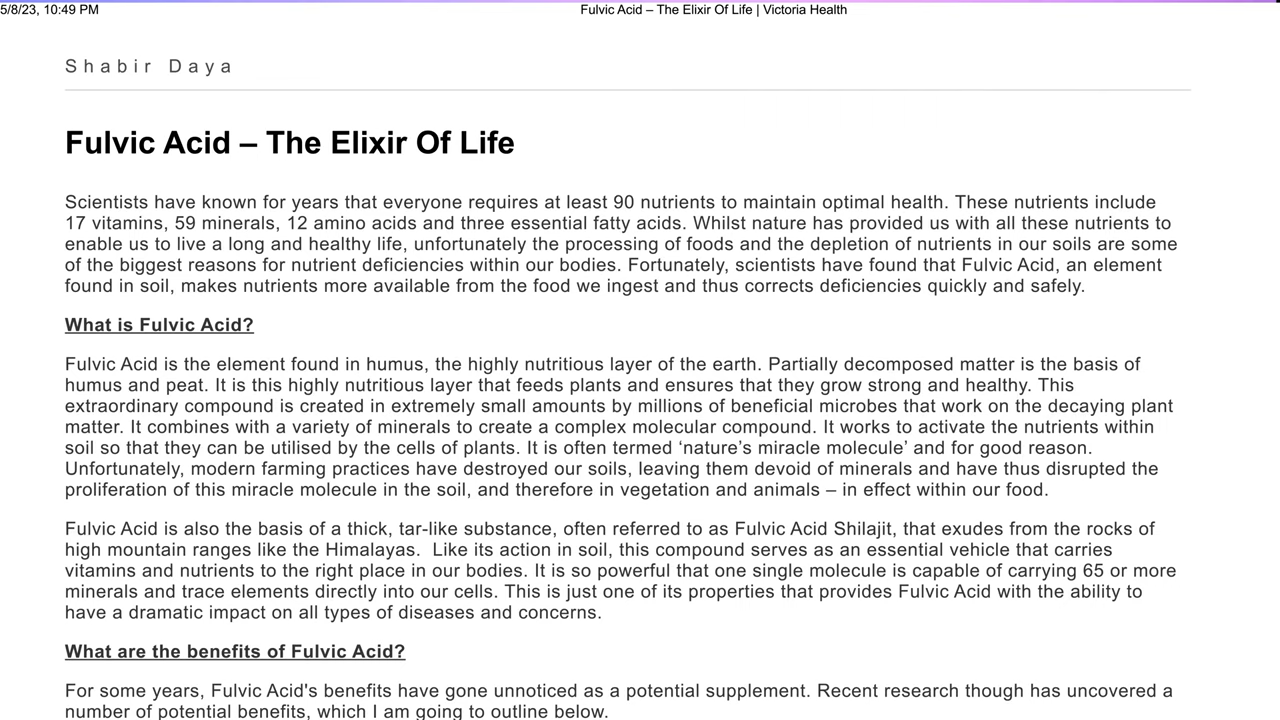 5/8/23, 10:49 PM
Fulvic Acid – The Elixir Of Life | Victoria Health
Shabir Daya
Fulvic Acid – The Elixir Of Life
Scientists have known for years that everyone requires at least 90 nutrients to maintain optimal health. These nutrients include
17 vitamins, 59 minerals, 12 amino acids and three essential fatty acids. Whilst nature has provided us with all these nutrients to
enable us to live a long and healthy life, unfortunately the processing of foods and the depletion of nutrients in our soils are some
of the biggest reasons for nutrient deficiencies within our bodies. Fortunately, scientists have found that Fulvic Acid, an element
found in soil, makes nutrients more available from the food we ingest and thus corrects deficiencies quickly and safely.
What is Fulvic Acid?
Fulvic Acid is the element found in humus, the highly nutritious layer of the earth. Partially decomposed matter is the basis of
humus and peat. It is this highly nutritious layer that feeds plants and ensures that they grow strong and healthy. This
extraordinary compound is created in extremely small amounts by millions of beneficial microbes that work on the decaying plant
matter. It combines with a variety of minerals to create a complex molecular compound. It works to activate the nutrients within
soil so that they can be utilised by the cells of plants. It is often termed ‘nature’s miracle molecule’ and for good reason.
Unfortunately, modern farming practices have destroyed our soils, leaving them devoid of minerals and have thus disrupted the
proliferation of this miracle molecule in the soil, and therefore in vegetation and animals – in effect within our food.
Fulvic Acid is also the basis of a thick, tar-like substance, often referred to as Fulvic Acid Shilajit, that exudes from the rocks of
high mountain ranges like the Himalayas.  Like its action in soil, this compound serves as an essential vehicle that carries
vitamins and nutrients to the right place in our bodies. It is so powerful that one single molecule is capable of carrying 65 or more
minerals and trace elements directly into our cells. This is just one of its properties that provides Fulvic Acid with the ability to
have a dramatic impact on all types of diseases and concerns.
What are the benefits of Fulvic Acid?
For some years, Fulvic Acid's benefits have gone unnoticed as a potential supplement. Recent research though has uncovered a
number of potential benefits, which I am going to outline below.